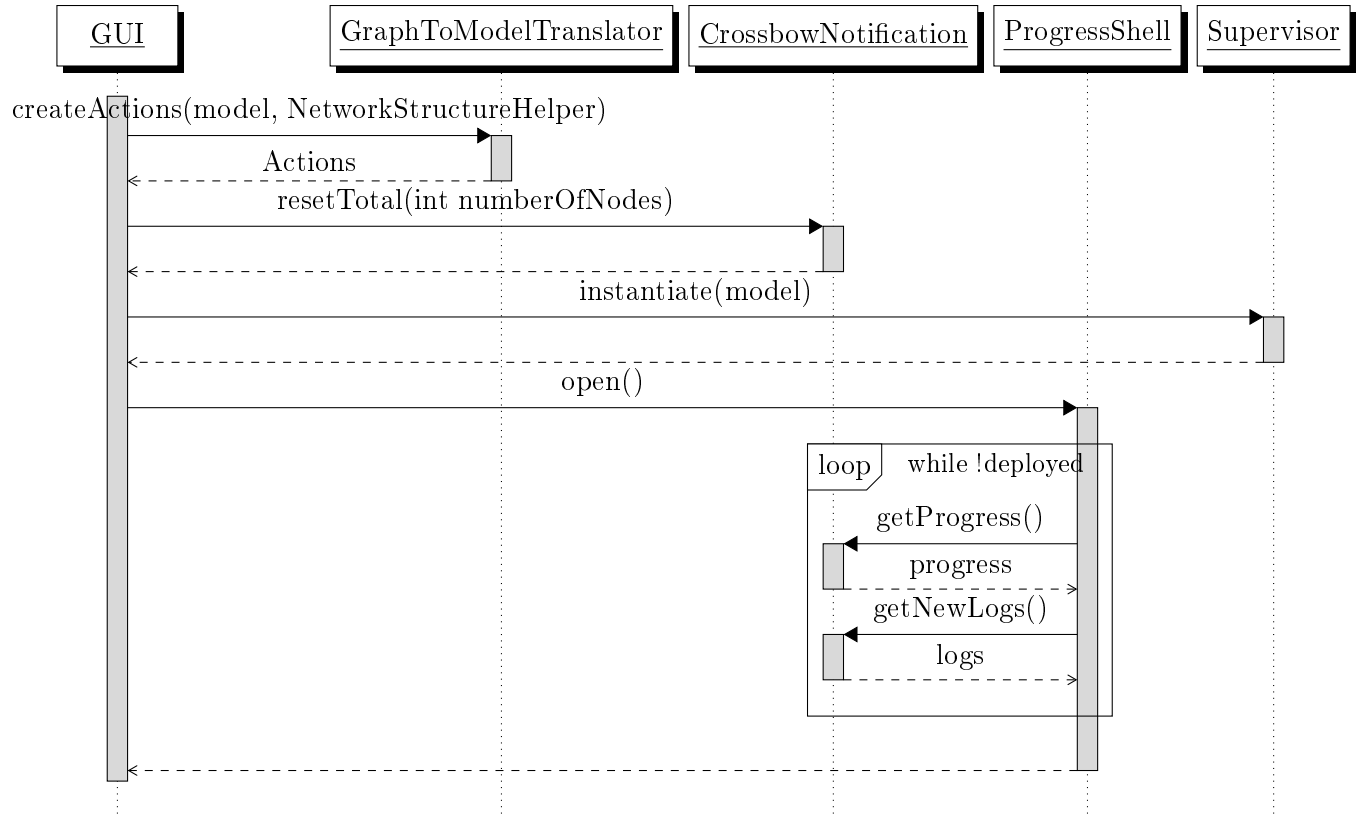 GUI
GraphToModelTranslator
CrossbowNotification
ProgressShell
Supervisor
createActions(model, NetworkStructureHelper)
Actions
resetTotal(int numberOfNodes)
instantiate(model)
open()
loop
while !deployed
getProgress()
progress
getNewLogs()
logs